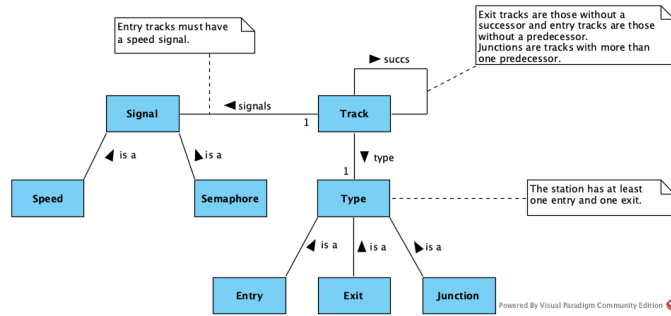 Entry tracks must have
a speed signal.
Exit tracks are those without a
successor and entry tracks are those
without a predecessor.
Junctions are tracks with more than
one predecessor.
succs
Signal
signals
1
Track
is a
is a
1
type
Speed
Semaphore
Type
The station has at least
one entry and one exit.
is a
is a
is a
Entry
Exit
Junction
Powered By Visual Paradigm Community Edition